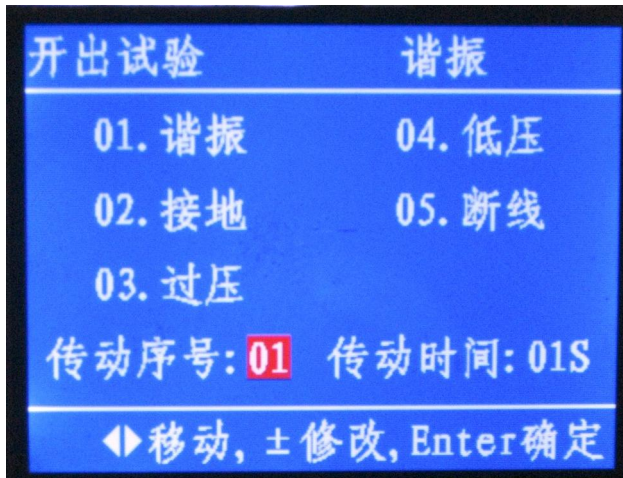 开出试验 谐振
01.谐振 04.低压
02.接地 05.断线
03.过压
传动序号:01 传动时间:01S
◀▶移动,±修改,Enter确定